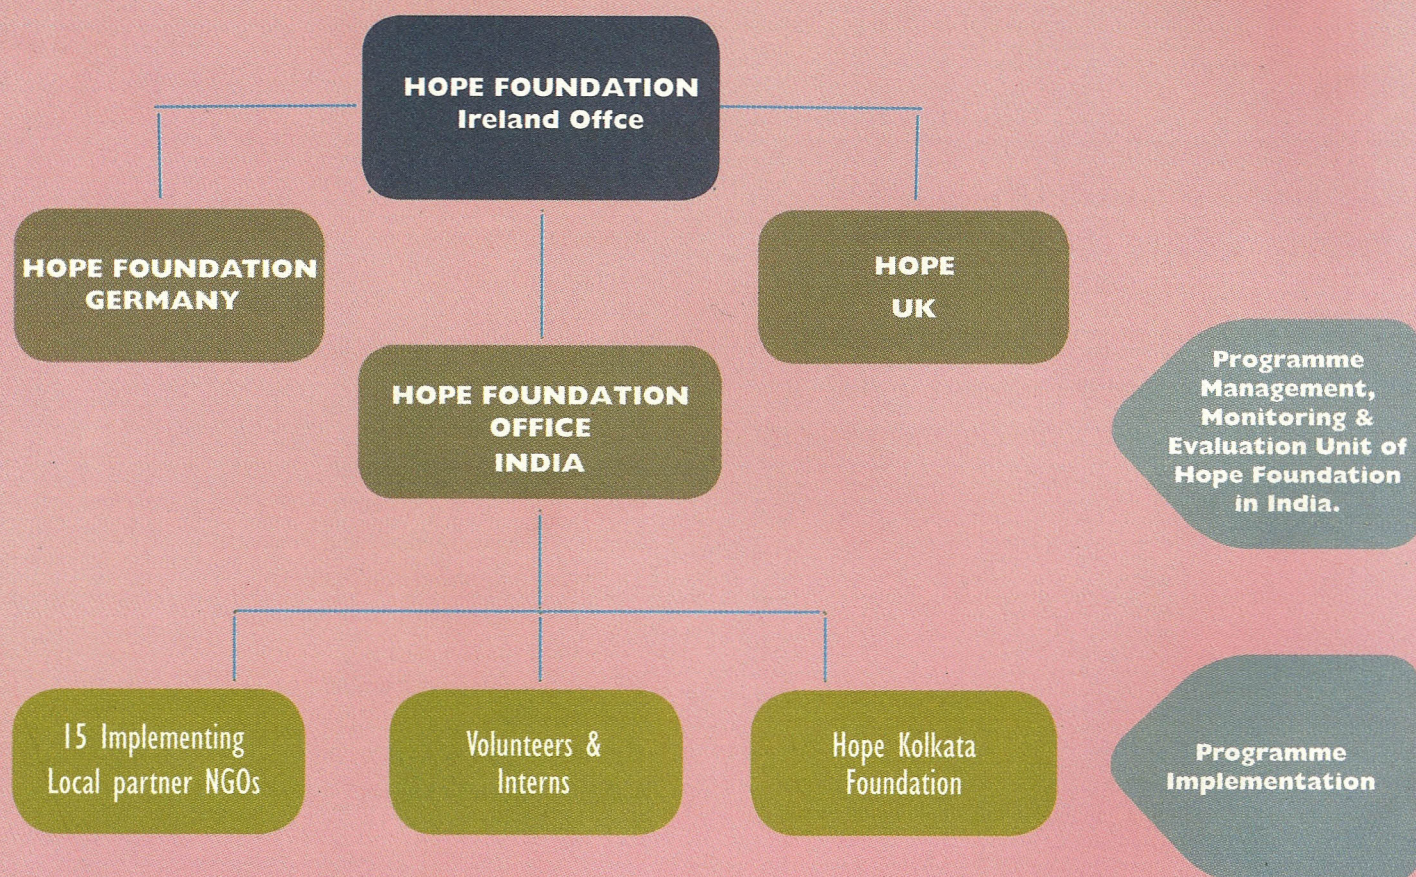 HOPE FOUNDATION
Ireland Offce
HOPE FOUNDATION
GERMANY
HOPE
UK
HOPE FOUNDATION
OFFICE
INDIA
Programme
Management,
Monitoring &
Evaluation Unit of
Hope Foundation
in India.
15 Implementing
Local partner NGOs
Volunteers &
Interns
Hope Kolkata
Foundation
Programme
Implementation